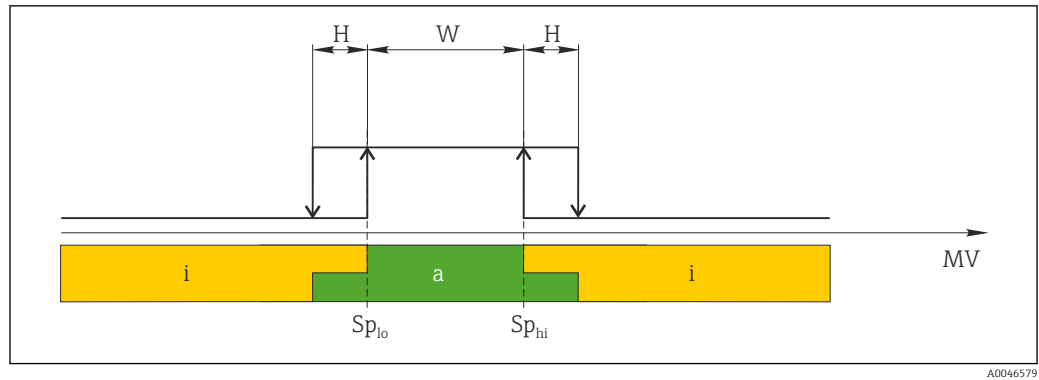 H W H
MV
i a i
Sp_lo Sp_hi
A0046579